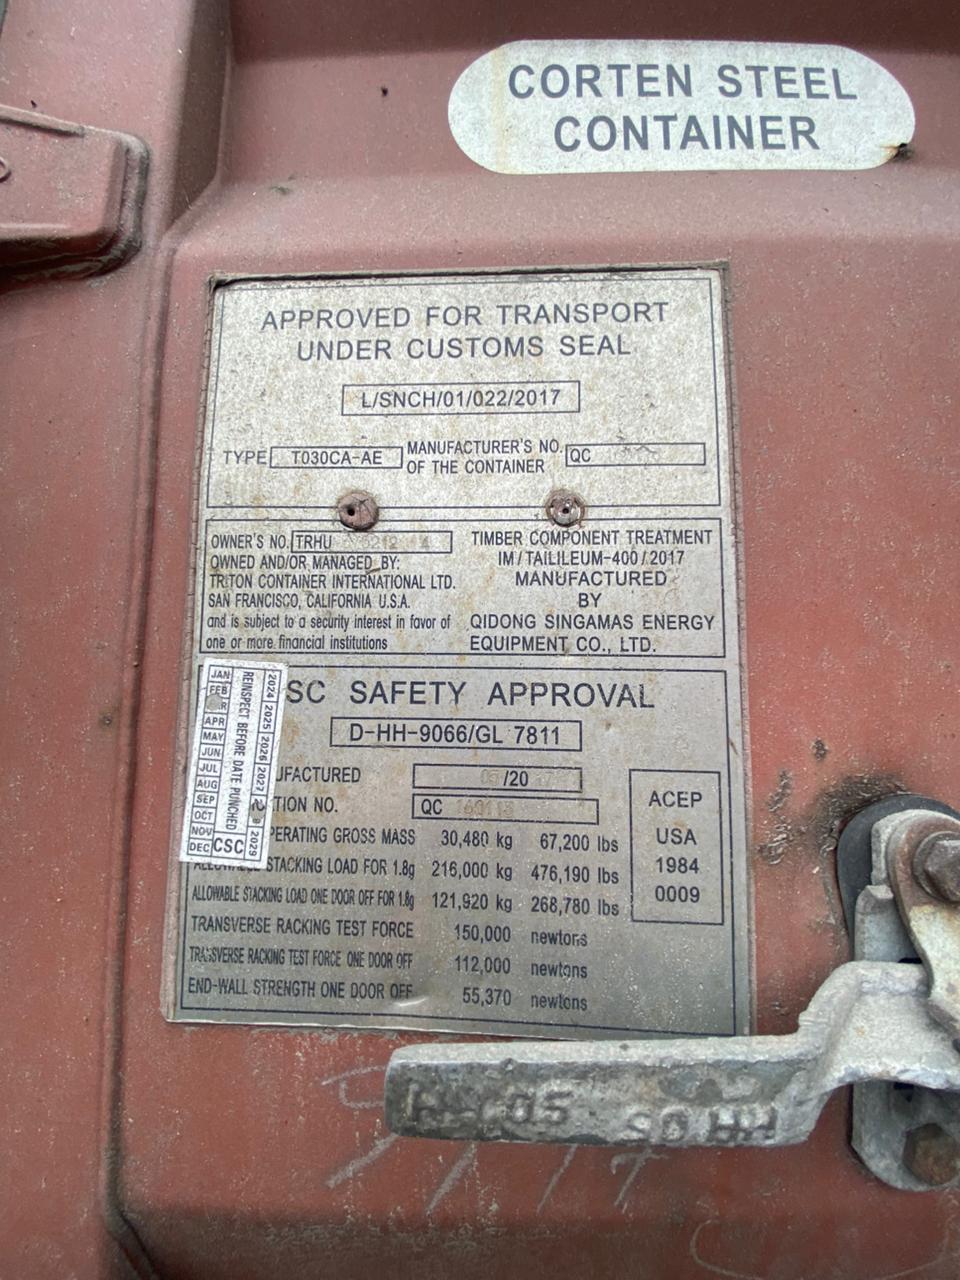 CORTEN STEEL
CONTAINER
APPROVED FOR TRANSPORT
UNDER CUSTOMS SEAL
L/SNCH/01/022/2017
TYPE T030CA-AE MANUFACTURER'S NO. OF THE CONTAINER QC
OWNER'S NO. TRHU
OWNED AND/OR MANAGED BY:
TRITON CONTAINER INTERNATIONAL LTD.
SAN FRANCISCO, CALIFORNIA U.S.A.
and is subject to a security interest in favor of
one or more financial institutions
TIMBER COMPONENT TREATMENT
IM / TAILILEUM-400 / 2017
MANUFACTURED
BY
QIDONG SINGAMAS ENERGY
EQUIPMENT CO., LTD.
SC SAFETY APPROVAL
D-HH-9066/GL 7811
UFACTURED 05/20
TION NO. QC
PERATING GROSS MASS 30,480 kg 67,200 lbs
ALLOWABLE STACKING LOAD FOR 1.8g 216,000 kg 476,190 lbs
ALLOWABLE STACKING LOAD ONE DOOR OFF FOR 1.8g 121,920 kg 268,780 lbs
TRANSVERSE RACKING TEST FORCE 150,000 newtons
TRANSVERSE RACKING TEST FORCE ONE DOOR OFF 112,000 newtons
END-WALL STRENGTH ONE DOOR OFF 55,370 newtons
ACEP
USA
1984
0009
JAN
FEB
APR
MAY
JUN
JUL
AUG
SEP
OCT
NOV
DEC
REINSPECT BEFORE DATE PUNCHED
CSC
2024 2025 2026 2027 2029
05